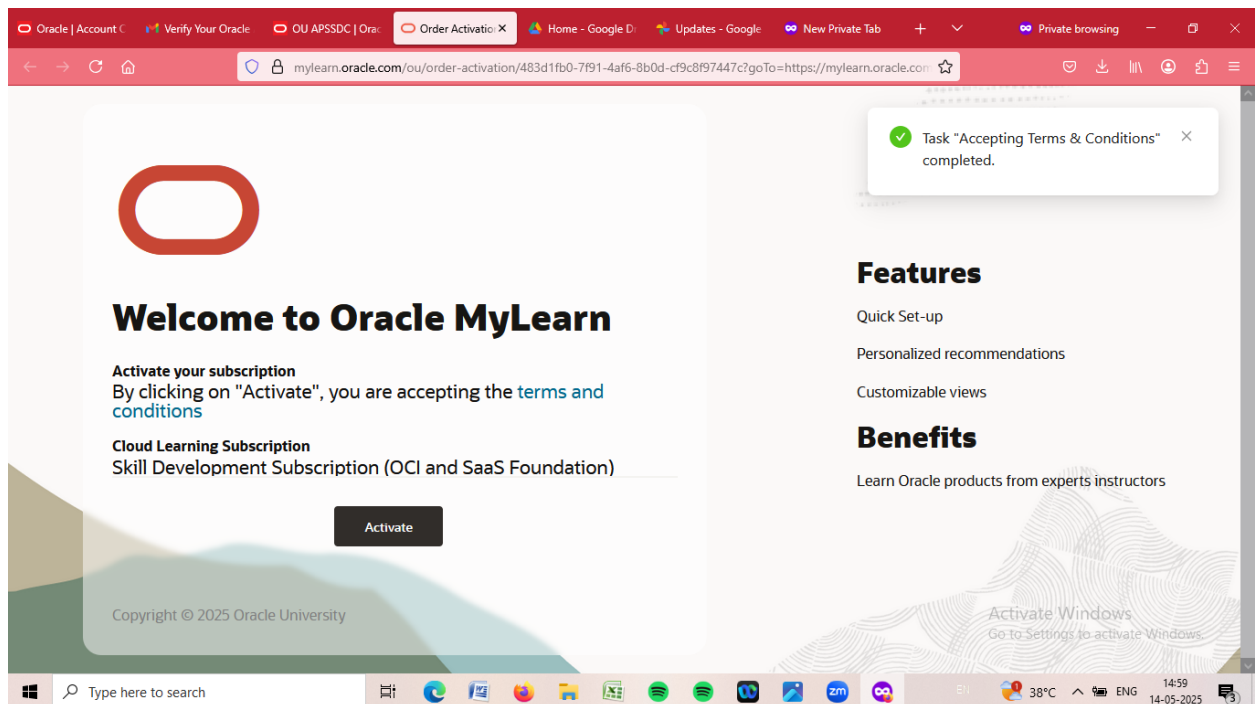 Oracle | Account C
Verify Your Oracle
OU APSSDC | Orac
Order Activation
Home - Google Dr
Updates - Google
New Private Tab
Private browsing
mylearn.oracle.com/ou/order-activation/483d1fb0-7f91-4af6-8b0d-cf9c8f97447c?goTo=https://mylearn.oracle.com
Task "Accepting Terms & Conditions"
completed.
Welcome to Oracle MyLearn
Activate your subscription
By clicking on "Activate", you are accepting the terms and
conditions
Cloud Learning Subscription
Skill Development Subscription (OCI and SaaS Foundation)
Activate
Copyright © 2025 Oracle University
Features
Quick Set-up
Personalized recommendations
Customizable views
Benefits
Learn Oracle products from experts instructors
Activate Windows
Go to Settings to activate Windows.
Type here to search
zm
EN
38°C
ENG
14:59
14-05-2025
3